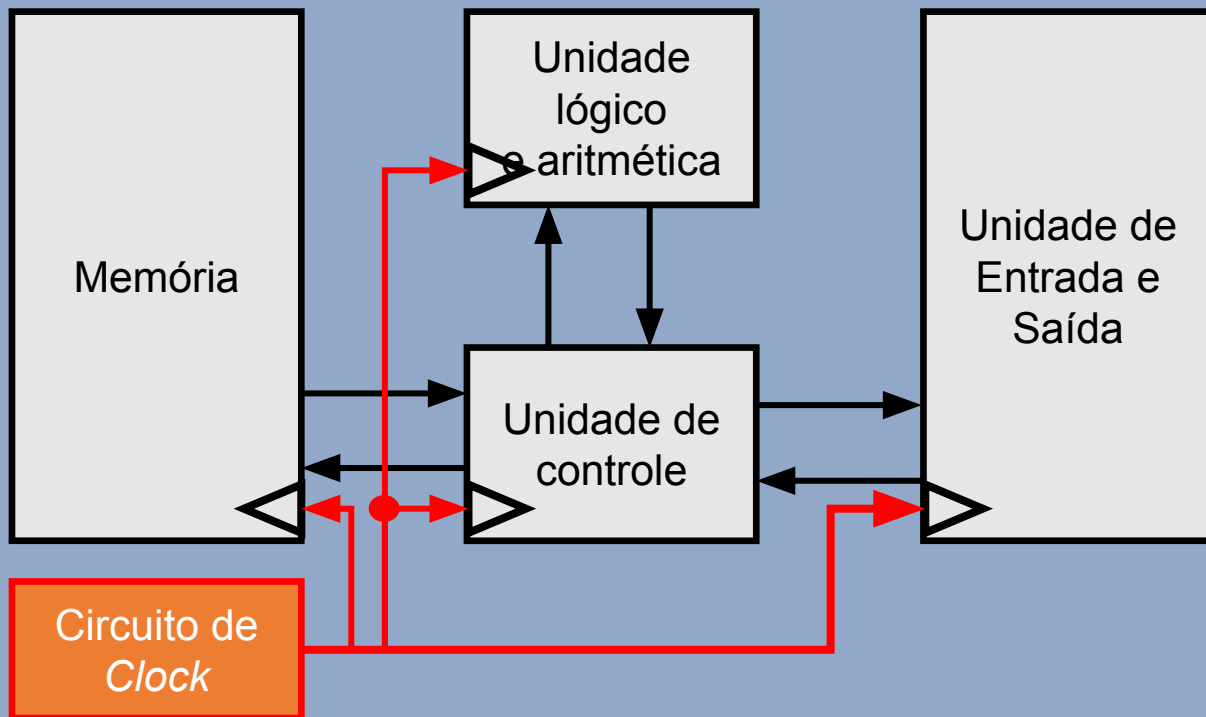 Memória
Unidade
lógico
e aritmética
Unidade de
controle
Unidade de
Entrada e
Saída
Circuito de
Clock